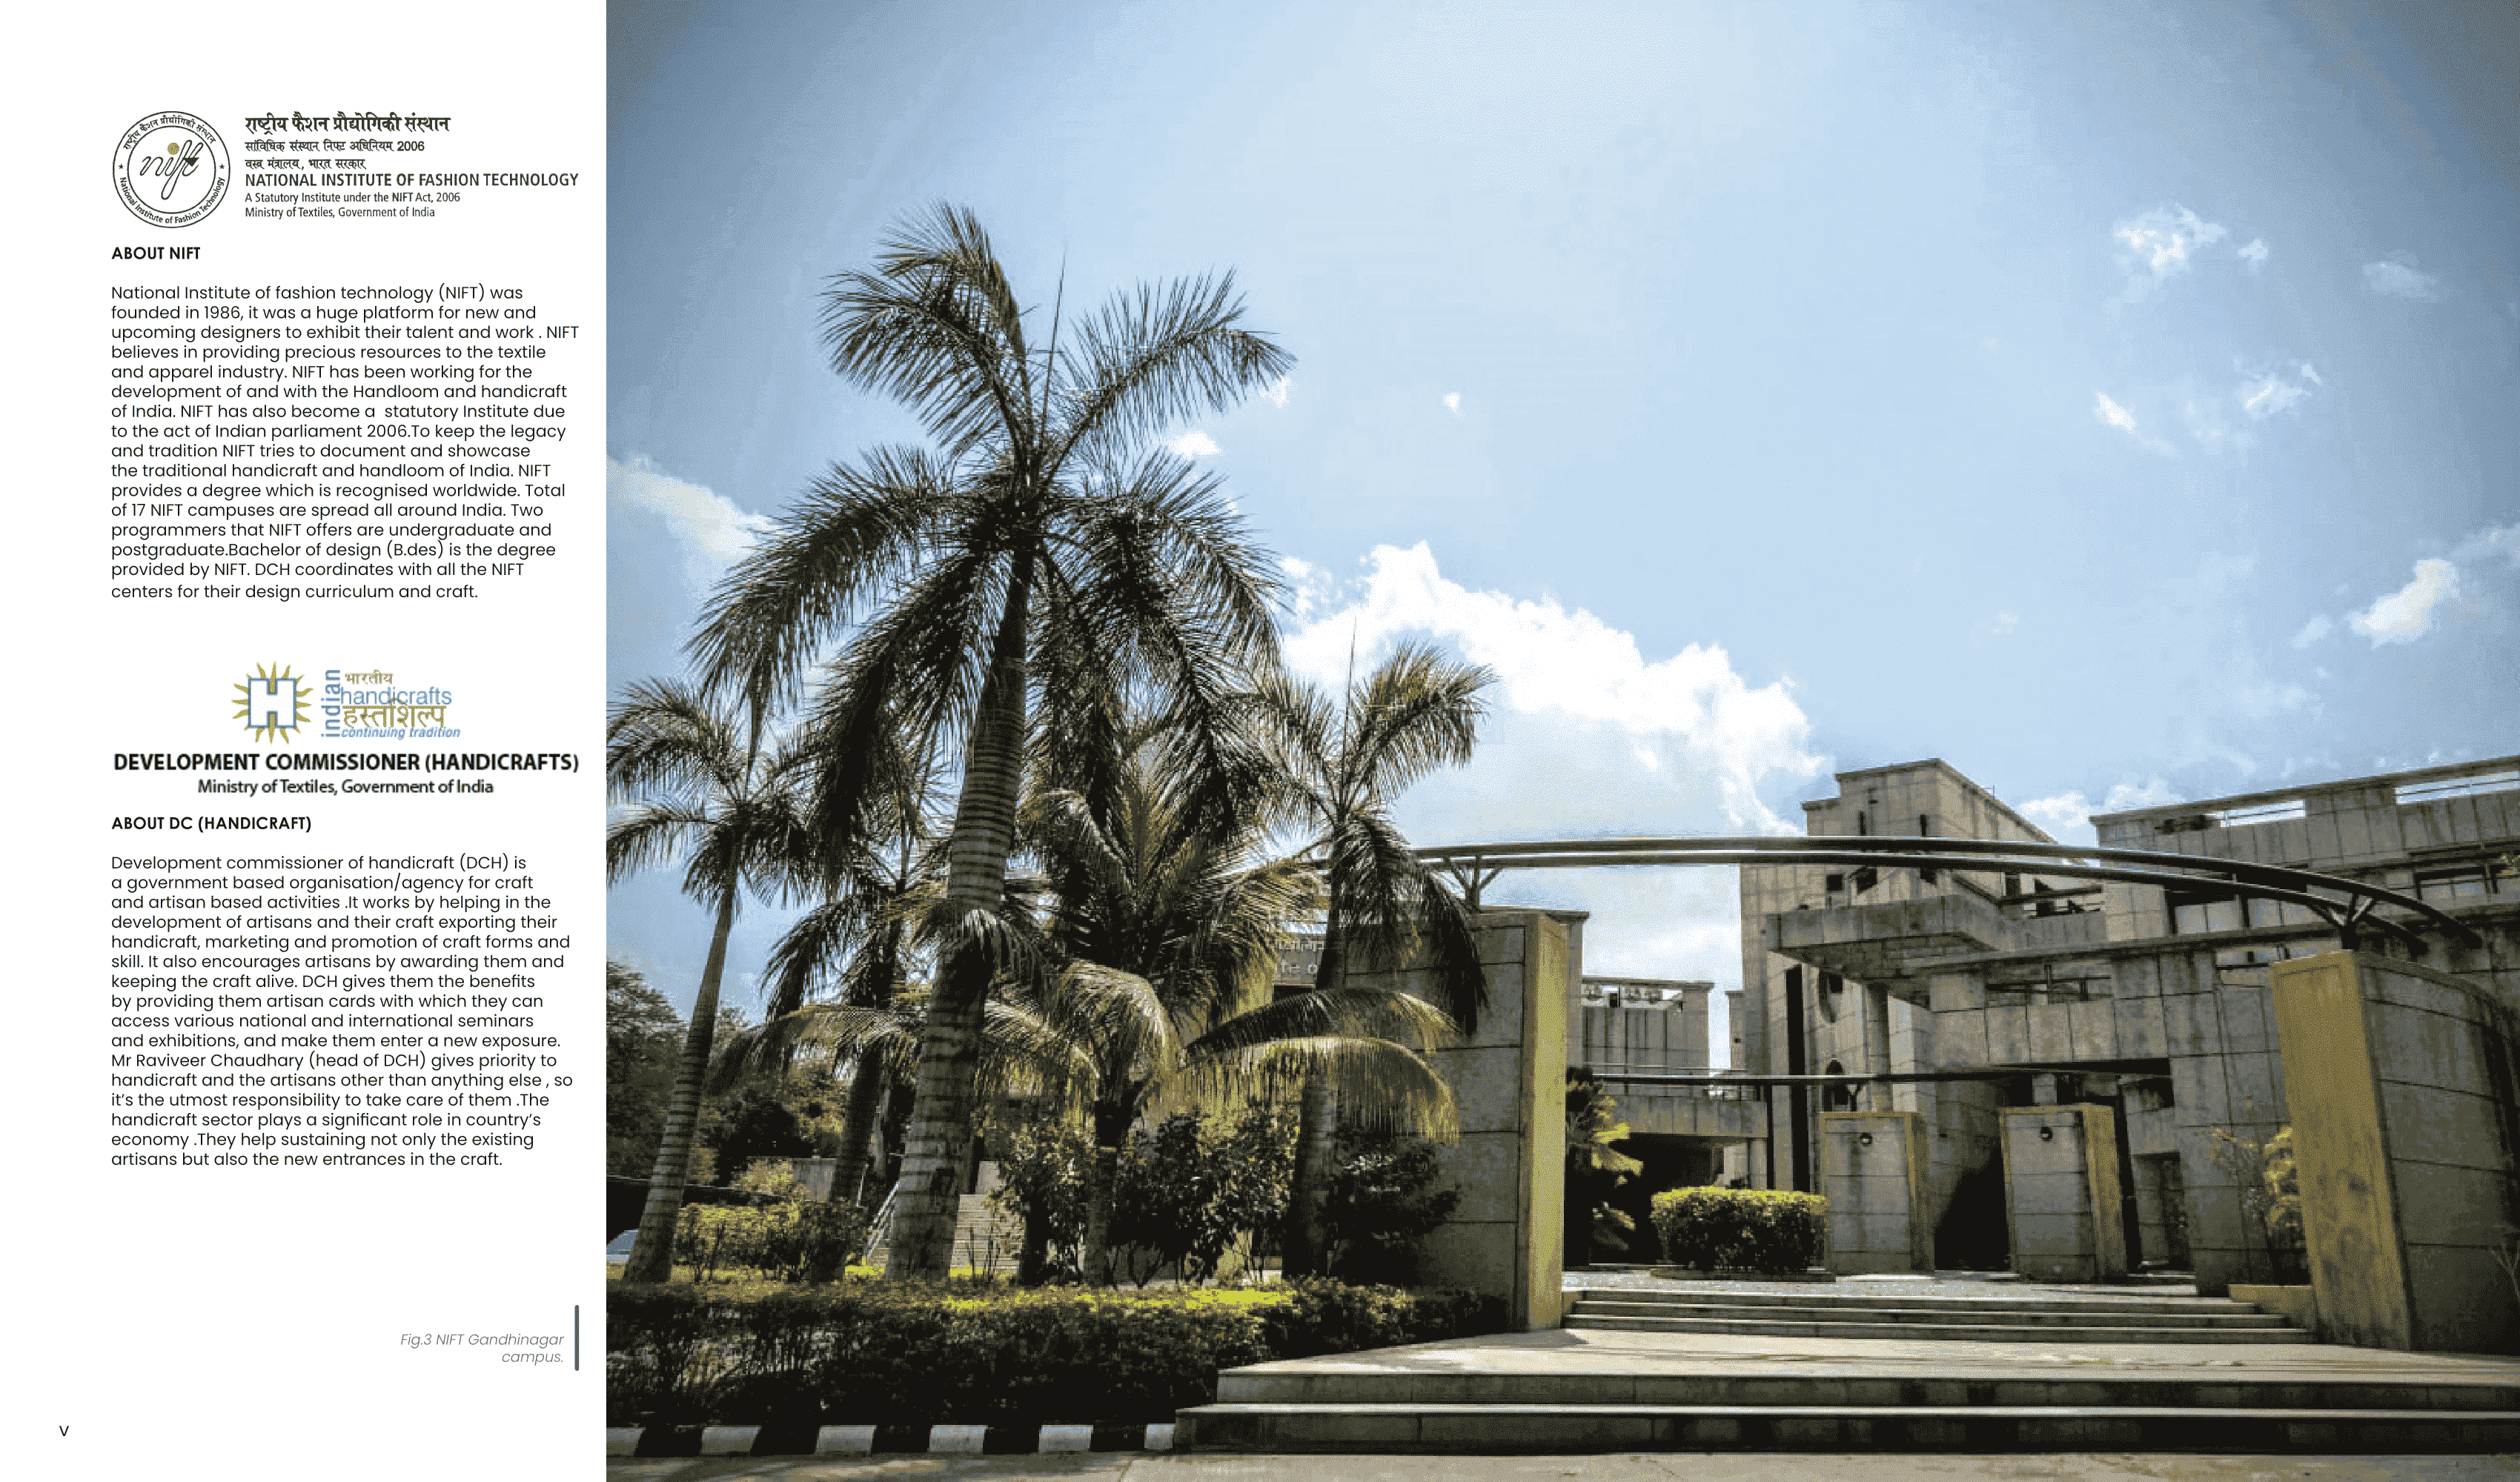 राष्ट्रीय फैशन प्रौद्योगिकी संस्थान
nift
National Institute of Fashion Technology
राष्ट्रीय फैशन प्रौद्योगिकी संस्थान
सांविधिक संस्थान निफ्ट अधिनियम 2006
वस्त्र मंत्रालय, भारत सरकार
NATIONAL INSTITUTE OF FASHION TECHNOLOGY
A Statutory Institute under the NIFT Act, 2006
Ministry of Textiles, Government of India
ABOUT NIFT
National Institute of fashion technology (NIFT) was
founded in 1986, it was a huge platform for new and
upcoming designers to exhibit their talent and work . NIFT
believes in providing precious resources to the textile
and apparel industry. NIFT has been working for the
development of and with the Handloom and handicraft
of India. NIFT has also become a  statutory Institute due
to the act of Indian parliament 2006.To keep the legacy
and tradition NIFT tries to document and showcase
the traditional handicraft and handloom of India. NIFT
provides a degree which is recognised worldwide. Total
of 17 NIFT campuses are spread all around India. Two
programmers that NIFT offers are undergraduate and
postgraduate.Bachelor of design (B.des) is the degree
provided by NIFT. DCH coordinates with all the NIFT
centers for their design curriculum and craft.
indian
भारतीय
handicrafts
हस्तशिल्प
continuing tradition
DEVELOPMENT COMMISSIONER (HANDICRAFTS)
Ministry of Textiles, Government of India
ABOUT DC (HANDICRAFT)
Development commissioner of handicraft (DCH) is
a government based organisation/agency for craft
and artisan based activities .It works by helping in the
development of artisans and their craft exporting their
handicraft, marketing and promotion of craft forms and
skill. It also encourages artisans by awarding them and
keeping the craft alive. DCH gives them the benefits
by providing them artisan cards with which they can
access various national and international seminars
and exhibitions, and make them enter a new exposure.
Mr Raviveer Chaudhary (head of DCH) gives priority to
handicraft and the artisans other than anything else , so
it’s the utmost responsibility to take care of them .The
handicraft sector plays a significant role in country’s
economy .They help sustaining not only the existing
artisans but also the new entrances in the craft.
Fig.3 NIFT Gandhinagar
campus.
V